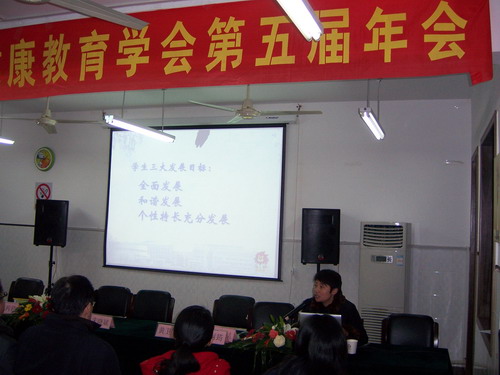 康教育学会第五届年会
学生三大发展目标：
全面发展
和谐发展
个性特长充分发展